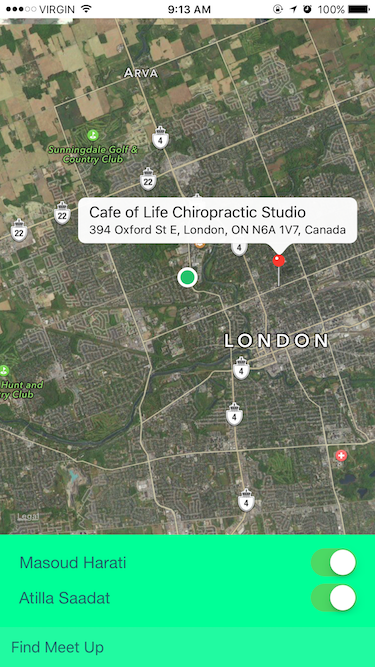 VIRGIN 9:13 AM 100%
ARVA
4
Sunningdale Golf &
Country Club
22
22
22
Cafe of Life Chiropractic Studio
394 Oxford St E, London, ON N6A 1V7, Canada
4
LONDON
4
Hunt and
ry Club
4
4
Legal
Masoud Harati
Atilla Saadat
Find Meet Up